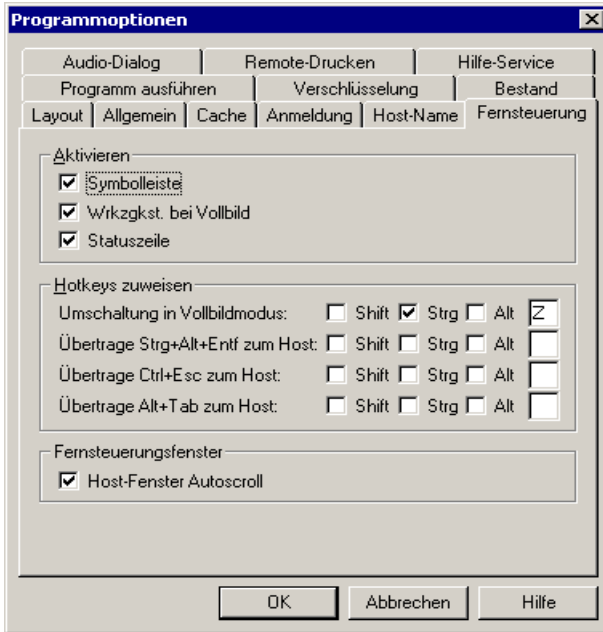 Programmoptionen
Audio-Dialog Remote-Drucken Hilfe-Service
Programm ausführen Verschlüsselung Bestand
Layout Allgemein Cache Anmeldung Host-Name Fernsteuerung
Aktivieren
Symbolleiste
Wrkzgkst. bei Vollbild
Statuszeile
Hotkeys zuweisen
Umschaltung in Vollbildmodus: Shift Strg Alt Z
Übertrage Strg+Alt+Entf zum Host: Shift Strg Alt
Übertrage Ctrl+Esc zum Host: Shift Strg Alt
Übertrage Alt+Tab zum Host: Shift Strg Alt
Fernsteuerungsfenster
Host-Fenster Autoscroll
OK Abbrechen Hilfe